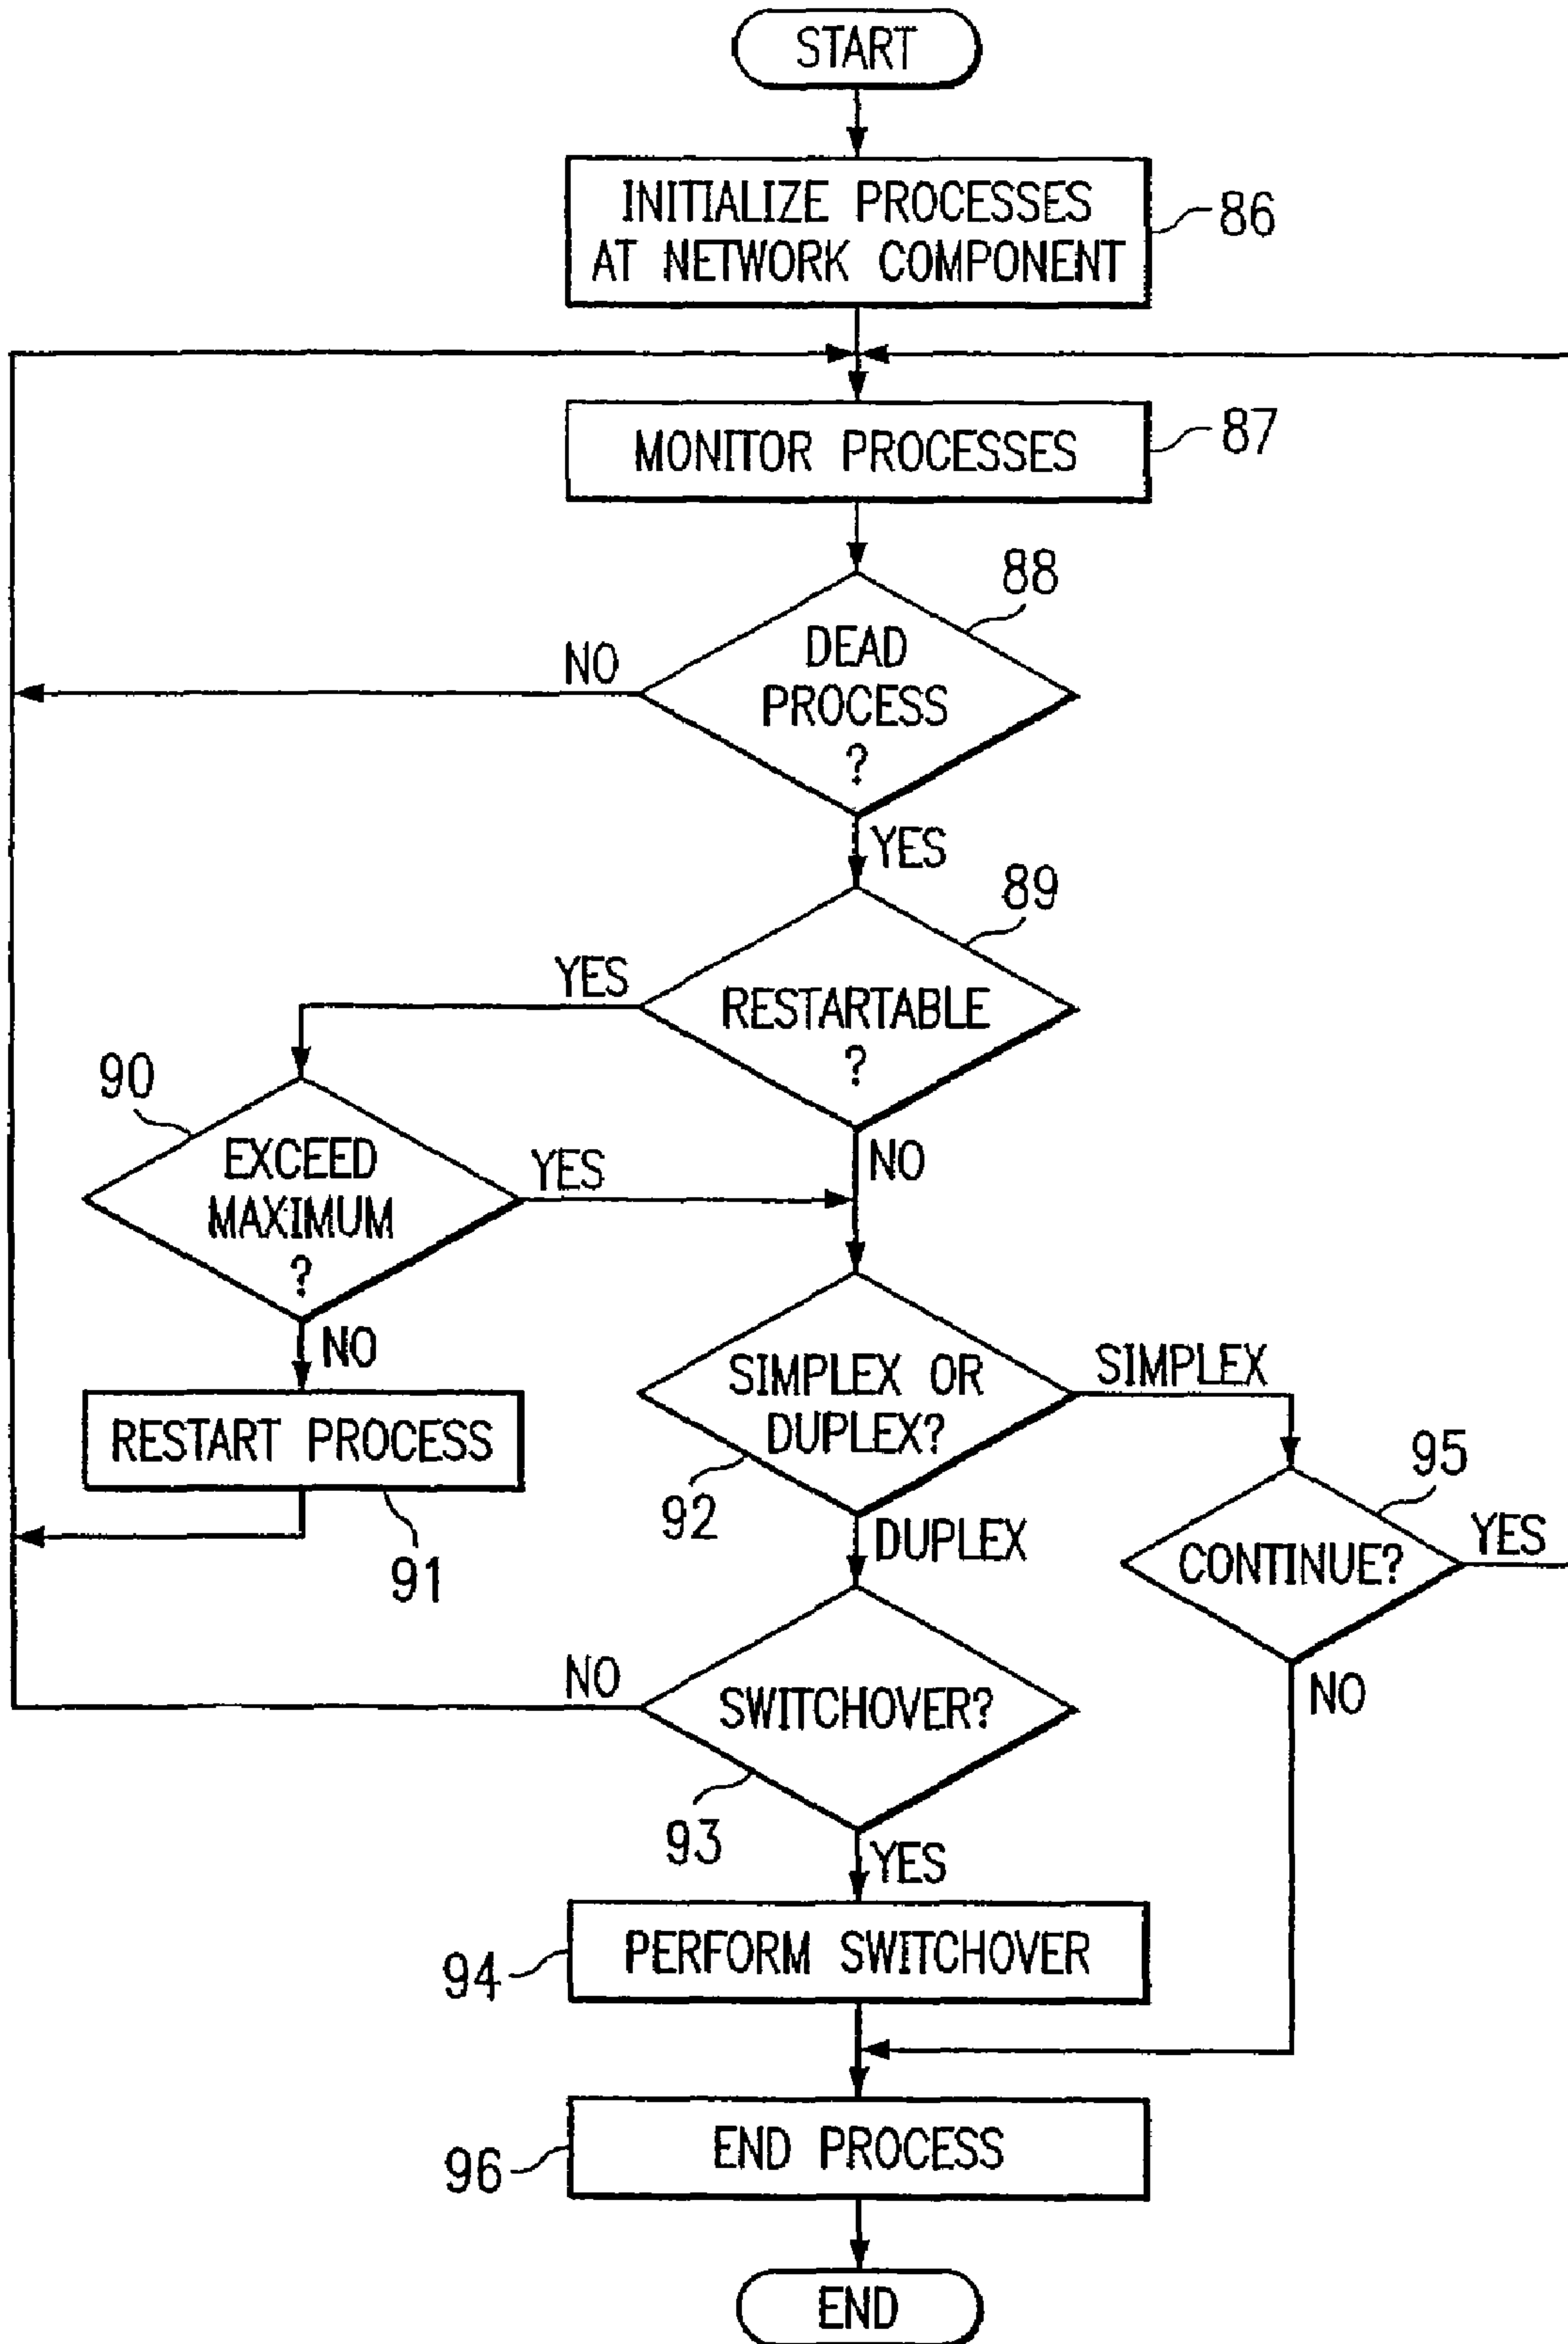 START
INITIALIZE PROCESSES
AT NETWORK COMPONENT
86
MONITOR PROCESSES
87
88
DEAD
PROCESS
?
NO
YES
89
RESTARTABLE
?
YES
NO
90
EXCEED
MAXIMUM
?
YES
NO
RESTART PROCESS
91
SIMPLEX OR
DUPLEX?
92
SIMPLEX
DUPLEX
95
CONTINUE?
YES
NO
SWITCHOVER?
93
NO
YES
PERFORM SWITCHOVER
94
END PROCESS
96
END